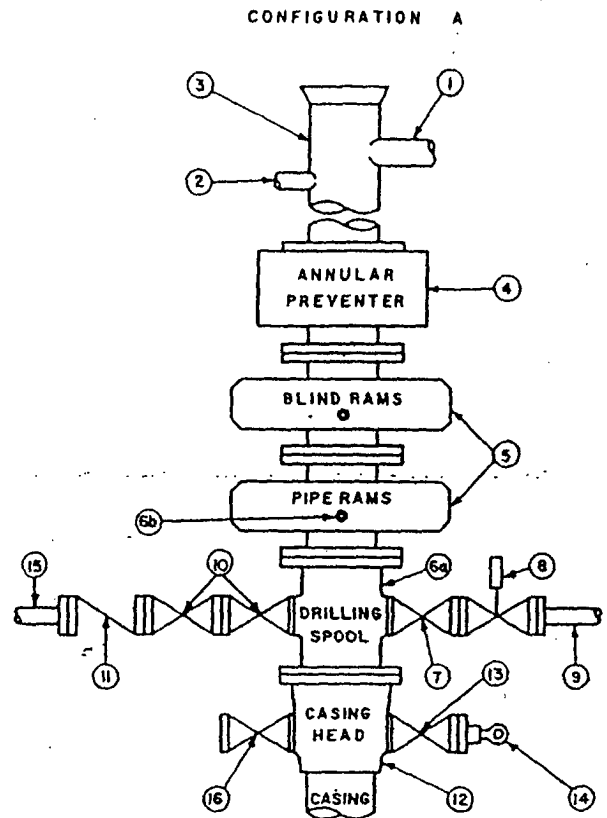 CONFIGURATION A
3
1
2
ANNULAR
PREVENTER
4
BLIND RAMS
5
PIPE RAMS
6b
15
10
6a
8
DRILLING
SPOOL
11
7
9
13
CASING
HEAD
16
12
14
CASING